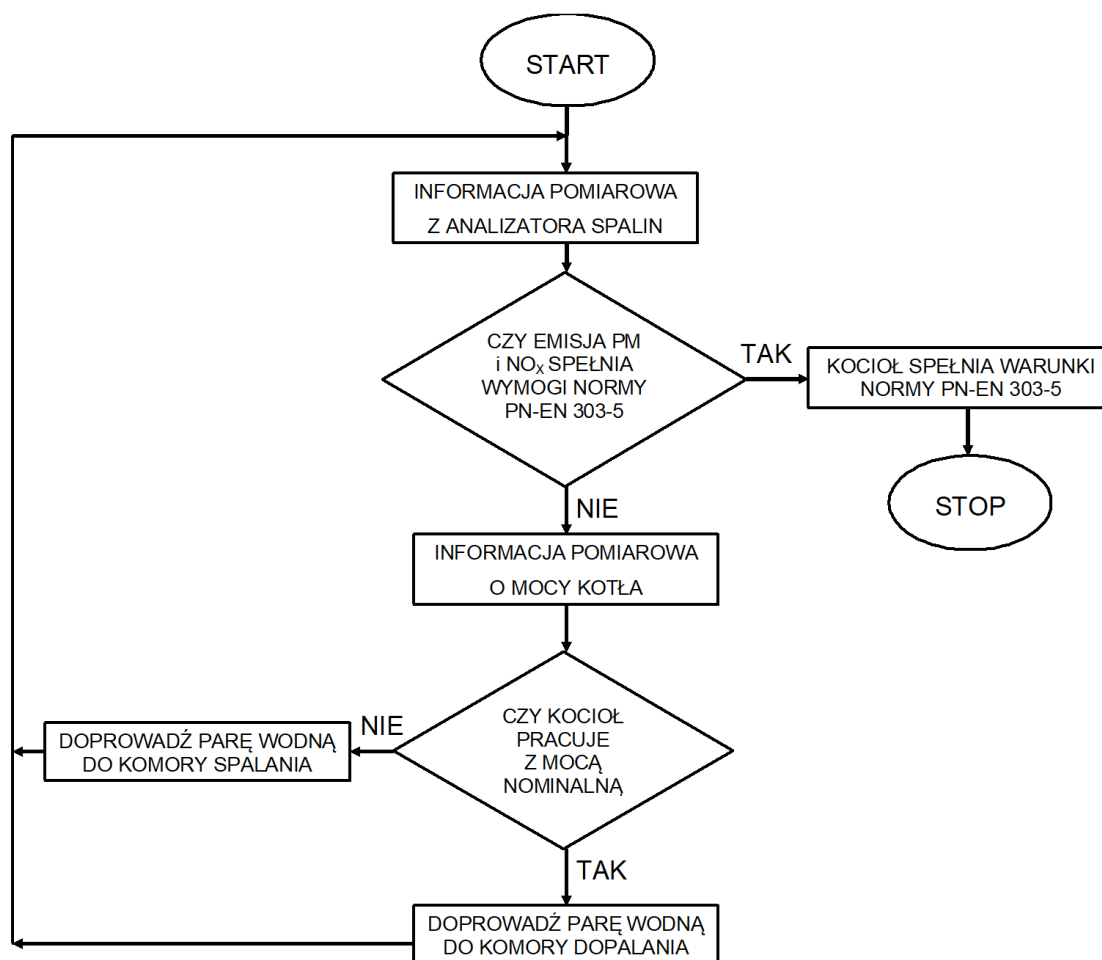 START
INFORMACJA POMIAROWA
Z ANALIZATORA SPALIN
CZY EMISJA PM
i NOX SPEŁNIA
WYMOGI NORMY
PN-EN 303-5
TAK
KOCIOŁ SPEŁNIA WARUNKI
NORMY PN-EN 303-5
STOP
NIE
INFORMACJA POMIAROWA
O MOCY KOTŁA
CZY KOCIOŁ
PRACUJE
Z MOCĄ
NOMINALNĄ
NIE
DOPROWADŹ PARĘ WODNĄ
DO KOMORY SPALANIA
TAK
DOPROWADŹ PARĘ WODNĄ
DO KOMORY DOPALANIA